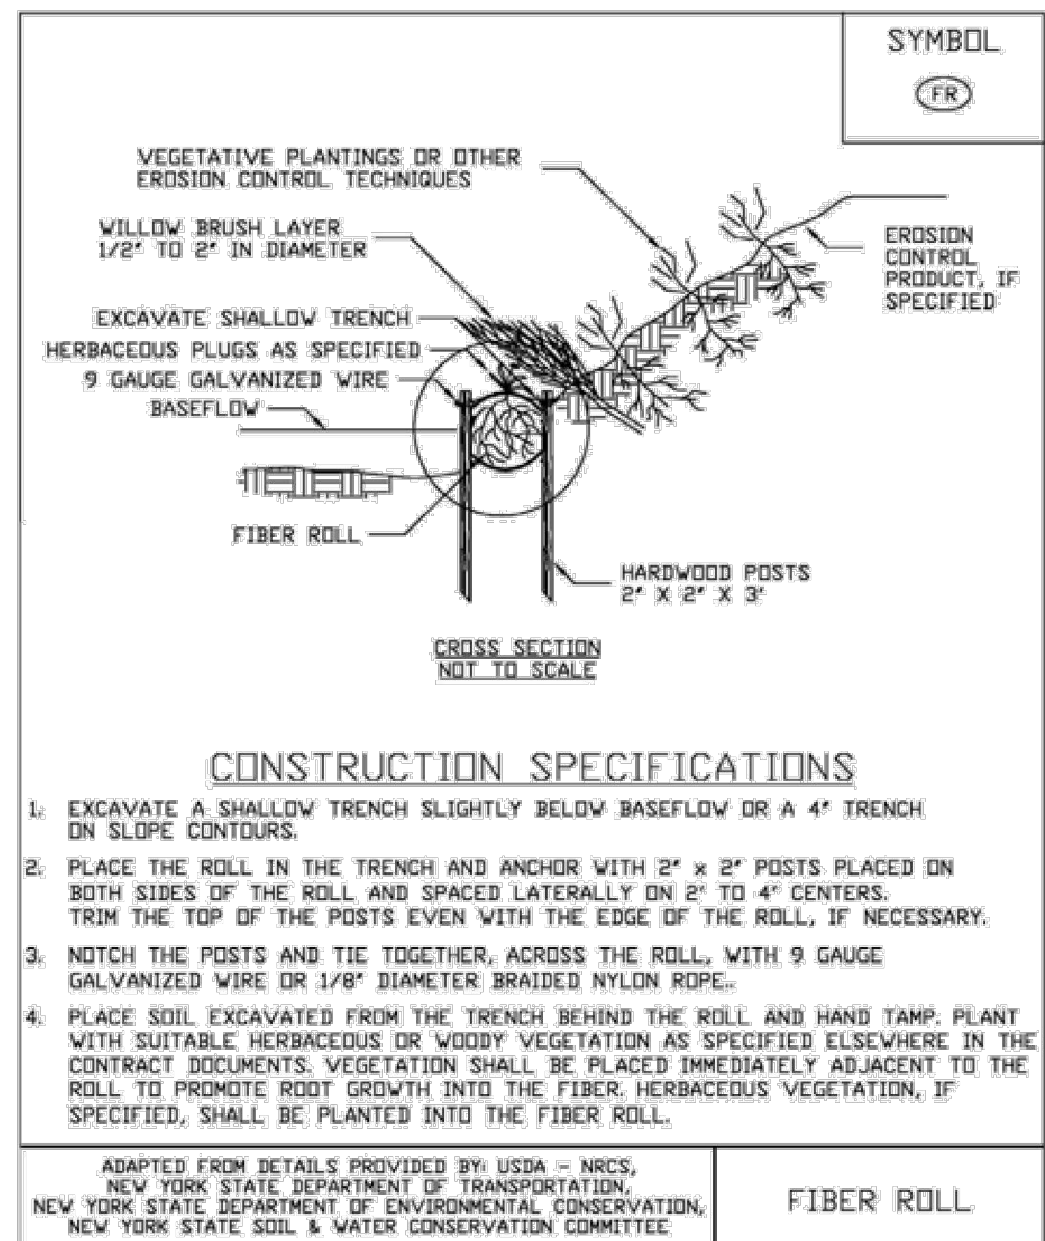 SYMBOL
FR
VEGETATIVE PLANTINGS OR OTHER
EROSION CONTROL TECHNIQUES
WILLOW BRUSH LAYER
1/2" TO 2" IN DIAMETER
EROSION
CONTROL
PRODUCT, IF
SPECIFIED
EXCAVATE SHALLOW TRENCH
HERBACEOUS PLUGS AS SPECIFIED
9 GAUGE GALVANIZED WIRE
BASEFLOW
FIBER ROLL
HARDWOOD POSTS
2" X 2" X 3'
CROSS SECTION
NOT TO SCALE
CONSTRUCTION SPECIFICATIONS
1. EXCAVATE A SHALLOW TRENCH SLIGHTLY BELOW BASEFLOW OR A 4" TRENCH
ON SLOPE CONTOURS.
2. PLACE THE ROLL IN THE TRENCH AND ANCHOR WITH 2" x 2" POSTS PLACED ON
BOTH SIDES OF THE ROLL AND SPACED LATERALLY ON 2' TO 4' CENTERS.
TRIM THE TOP OF THE POSTS EVEN WITH THE EDGE OF THE ROLL, IF NECESSARY.
3. NOTCH THE POSTS AND TIE TOGETHER, ACROSS THE ROLL, WITH 9 GAUGE
GALVANIZED WIRE OR 1/8" DIAMETER BRAIDED NYLON ROPE.
4. PLACE SOIL EXCAVATED FROM THE TRENCH BEHIND THE ROLL AND HAND TAMP. PLANT
WITH SUITABLE HERBACEOUS OR WOODY VEGETATION AS SPECIFIED ELSEWHERE IN THE
CONTRACT DOCUMENTS. VEGETATION SHALL BE PLACED IMMEDIATELY ADJACENT TO THE
ROLL TO PROMOTE ROOT GROWTH INTO THE FIBER. HERBACEOUS VEGETATION, IF
SPECIFIED, SHALL BE PLANTED INTO THE FIBER ROLL.
ADAPTED FROM DETAILS PROVIDED BY: USDA - NRCS,
NEW YORK STATE DEPARTMENT OF TRANSPORTATION,
NEW YORK STATE DEPARTMENT OF ENVIRONMENTAL CONSERVATION,
NEW YORK STATE SOIL & WATER CONSERVATION COMMITTEE
FIBER ROLL